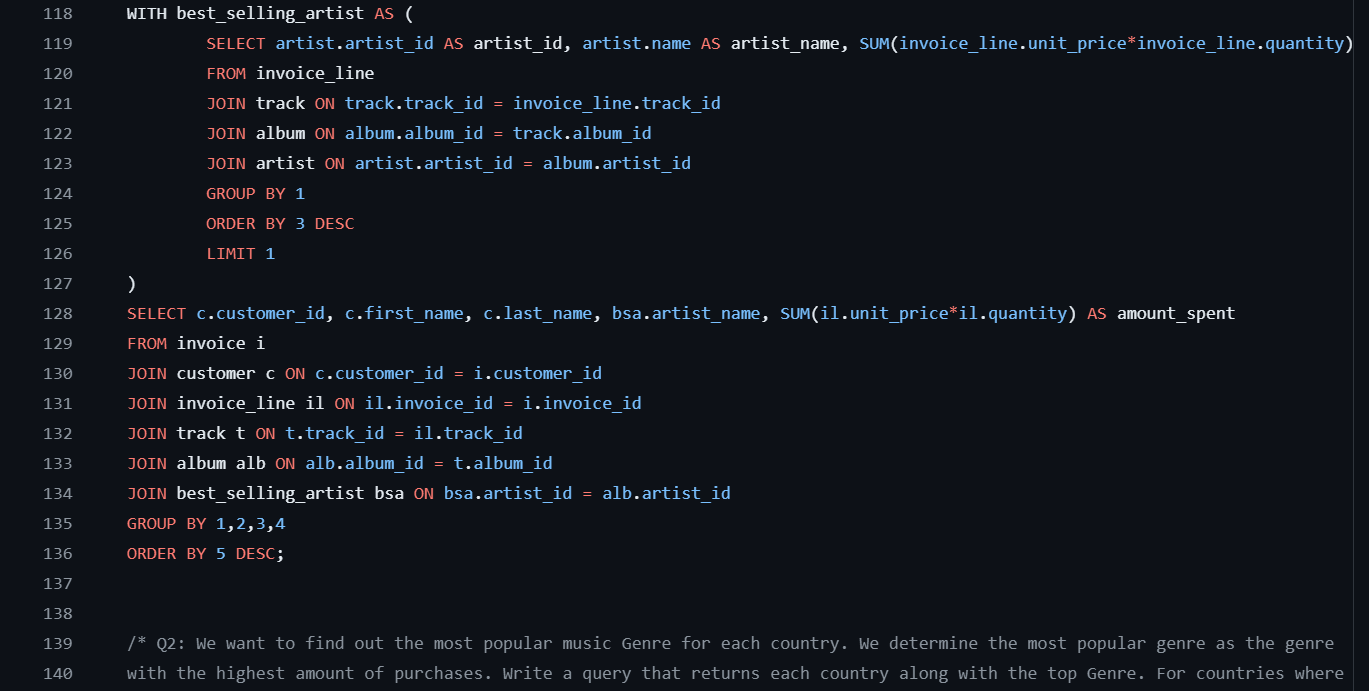 118 WITH best_selling_artist AS (
119 SELECT artist.artist_id AS artist_id, artist.name AS artist_name, SUM(invoice_line.unit_price*invoice_line.quantity)
120 FROM invoice_line
121 JOIN track ON track.track_id = invoice_line.track_id
122 JOIN album ON album.album_id = track.album_id
123 JOIN artist ON artist.artist_id = album.artist_id
124 GROUP BY 1
125 ORDER BY 3 DESC
126 LIMIT 1
127 )
128 SELECT c.customer_id, c.first_name, c.last_name, bsa.artist_name, SUM(il.unit_price*il.quantity) AS amount_spent
129 FROM invoice i
130 JOIN customer c ON c.customer_id = i.customer_id
131 JOIN invoice_line il ON il.invoice_id = i.invoice_id
132 JOIN track t ON t.track_id = il.track_id
133 JOIN album alb ON alb.album_id = t.album_id
134 JOIN best_selling_artist bsa ON bsa.artist_id = alb.artist_id
135 GROUP BY 1,2,3,4
136 ORDER BY 5 DESC;
137
138
139 /* Q2: We want to find out the most popular music Genre for each country. We determine the most popular genre as the genre
140 with the highest amount of purchases. Write a query that returns each country along with the top Genre. For countries where